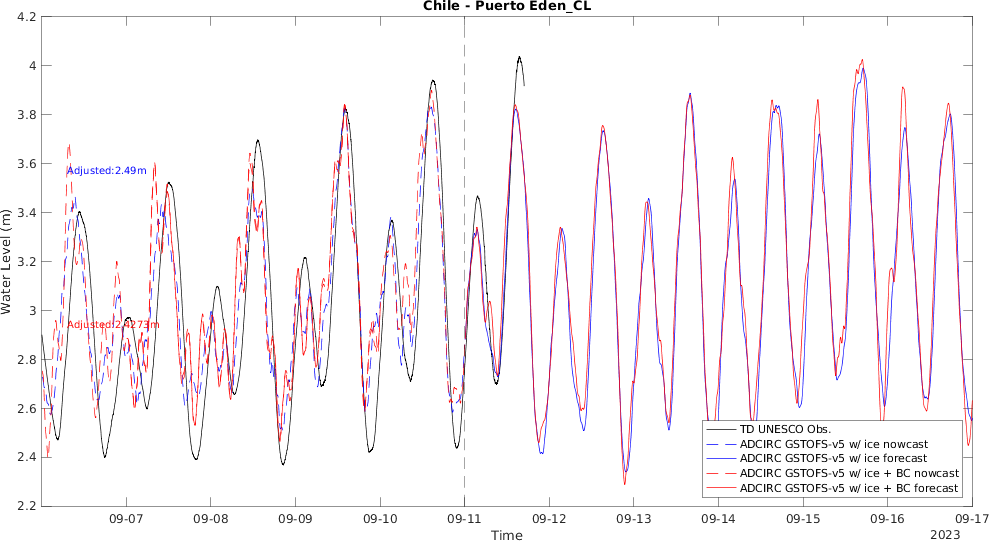 Chile - Puerto Eden_CL
4.2
4
3.8
3.6
3.4
3.2
3
2.8
2.6
2.4
2.2
Water Level (m)
Adjusted:2.49m
Adjusted:2.4273m
TD UNESCO Obs.
ADCIRC GSTOFS-v5 w/ ice nowcast
ADCIRC GSTOFS-v5 w/ ice forecast
ADCIRC GSTOFS-v5 w/ ice + BC nowcast
ADCIRC GSTOFS-v5 w/ ice + BC forecast
09-07 09-08 09-09 09-10 09-11 09-12 09-13 09-14 09-15 09-16 09-17
Time
2023